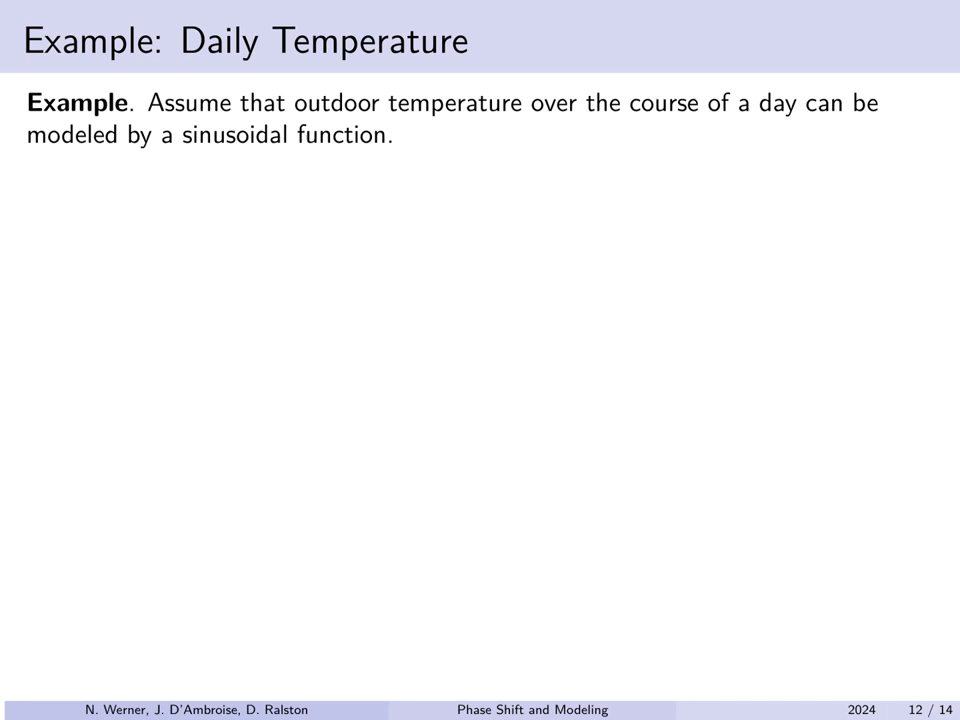 Example: Daily Temperature
Example. Assume that outdoor temperature over the course of a day can be
modeled by a sinusoidal function.
N. Werner, J. D'Ambroise, D. Ralston
Phase Shift and Modeling
2024
12 / 14